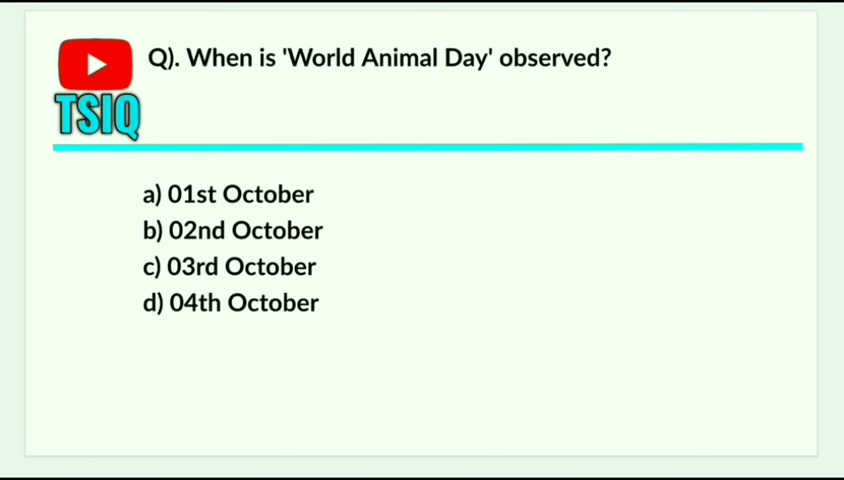 Q). When is 'World Animal Day' observed?
TSIQ
a) 01st October
b) 02nd October
c) 03rd October
d) 04th October